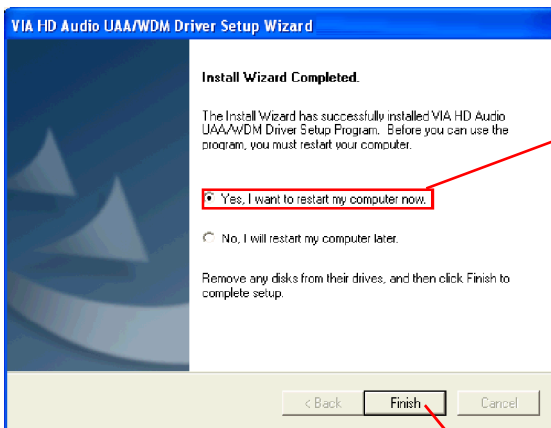 VIA HD Audio UAA/WDM Driver Setup Wizard
Install Wizard Completed.
The Install Wizard has successfully installed VIA HD Audio
UAA/WDM Driver Setup Program. Before you can use the
program, you must restart your computer.
Yes, I want to restart my computer now.
No, I will restart my computer later.
Remove any disks from their drives, and then click Finish to
complete setup.
< Back Finish Cancel